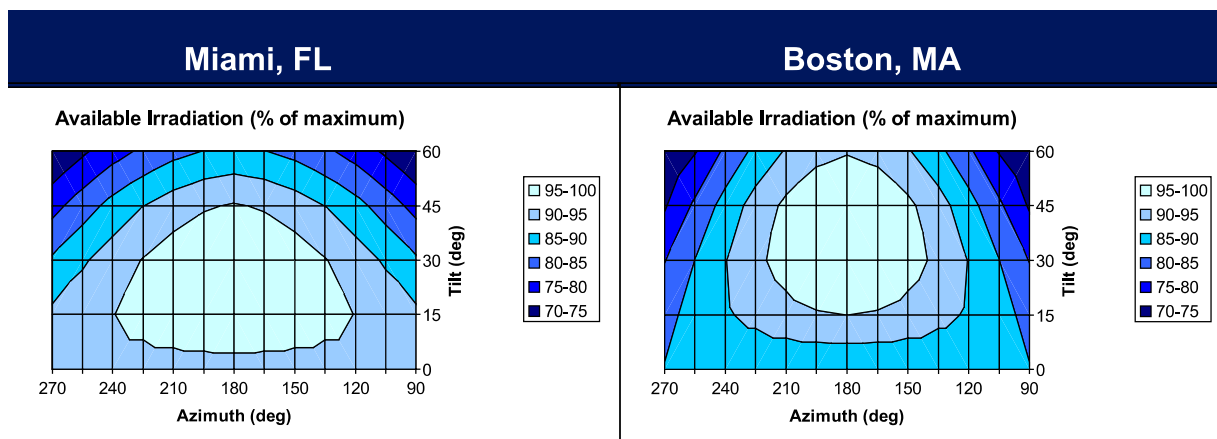 Miami, FL
Boston, MA
Available Irradiation (% of maximum)
60
45
30
15
0
Tilt (deg)
270 240 210 180 150 120 90
Azimuth (deg)
95-100
90-95
85-90
80-85
75-80
70-75
Available Irradiation (% of maximum)
60
45
30
15
0
Tilt (deg)
270 240 210 180 150 120 90
Azimuth (deg)
95-100
90-95
85-90
80-85
75-80
70-75